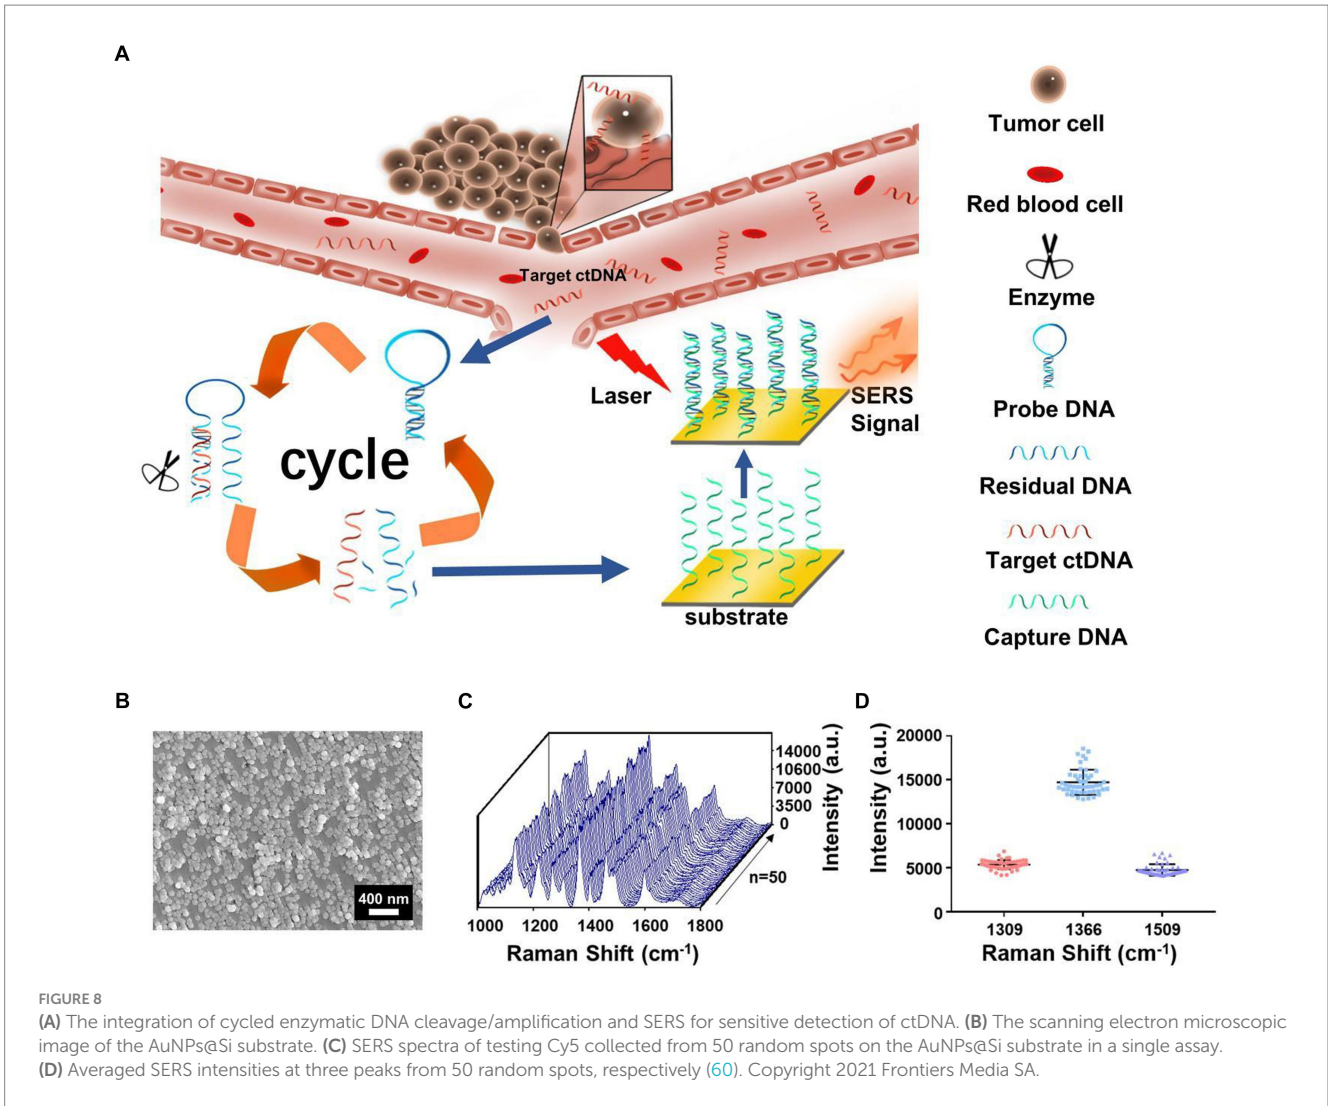 A
Tumor cell
Red blood cell
Enzyme
Probe DNA
Residual DNA
Target ctDNA
Capture DNA
Target ctDNA
Laser
SERS
Signal
cycle
substrate
B
400 nm
C
14000
10600
7000
3500
0
Intensity (a.u.)
n=50
1000 1200 1400 1600 1800
Raman Shift (cm⁻¹)
D
20000
15000
10000
5000
0
Intensity (a.u.)
1309 1366 1509
Raman Shift (cm⁻¹)
FIGURE 8
(A) The integration of cycled enzymatic DNA cleavage/amplification and SERS for sensitive detection of ctDNA. (B) The scanning electron microscopic
image of the AuNPs@Si substrate. (C) SERS spectra of testing Cy5 collected from 50 random spots on the AuNPs@Si substrate in a single assay.
(D) Averaged SERS intensities at three peaks from 50 random spots, respectively (60). Copyright 2021 Frontiers Media SA.